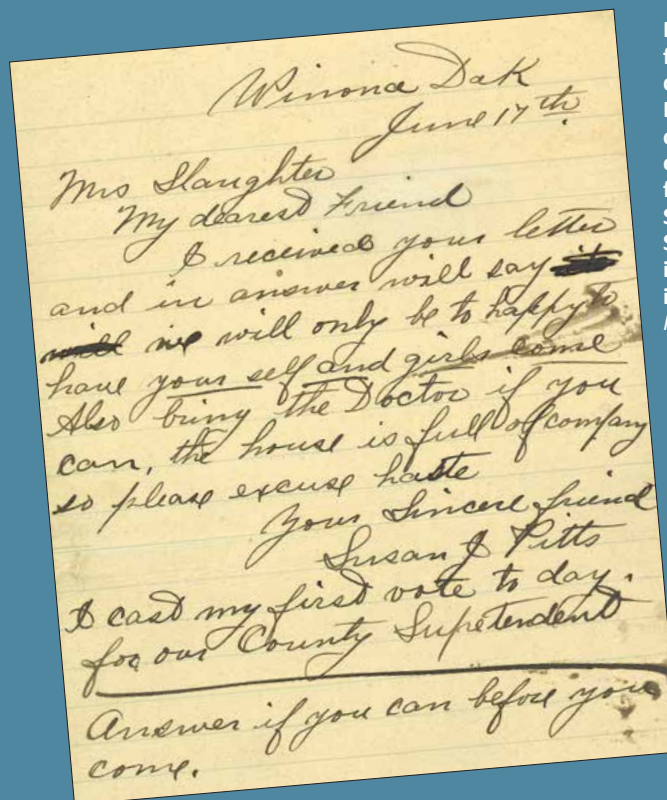 Winona Dak
June 17th
Mrs Slaughter
My dearest Friend
I received your letter
and in answer will say
we will only be to happy to
have your self and girls come
Also bring the Doctor if you
can, the house is full of company
so please excuse haste
Your Sincere friend
Susan J Pitts
I cast my first vote to day.
for our County Supetendent
Answer if you can before you
come.